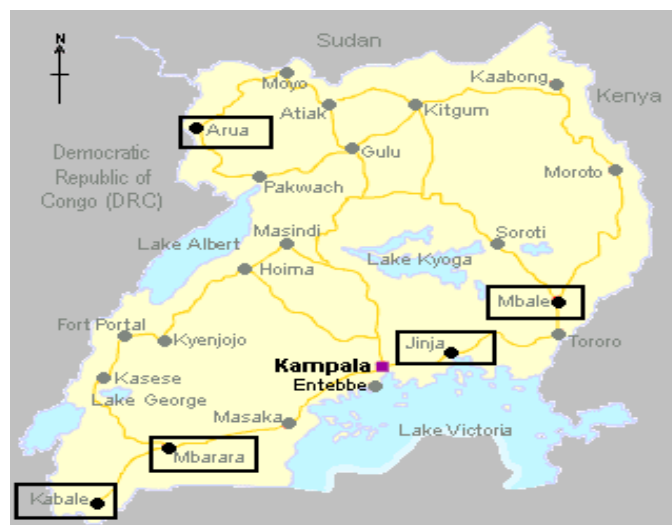 N
Sudan
Moyo
Kaabong
Kenya
Atiak
Kitgum
Arua
Democratic
Republic of
Congo (DRC)
Gulu
Moroto
Pakwach
Masindi
Soroti
Lake Albert
Lake Kyoga
Hoima
Mbale
Fort Portal
Kyenjojo
Jinja
Tororo
Kampala
Kasese
Entebbe
Lake George
Masaka
Lake Victoria
Mbarara
Kabale